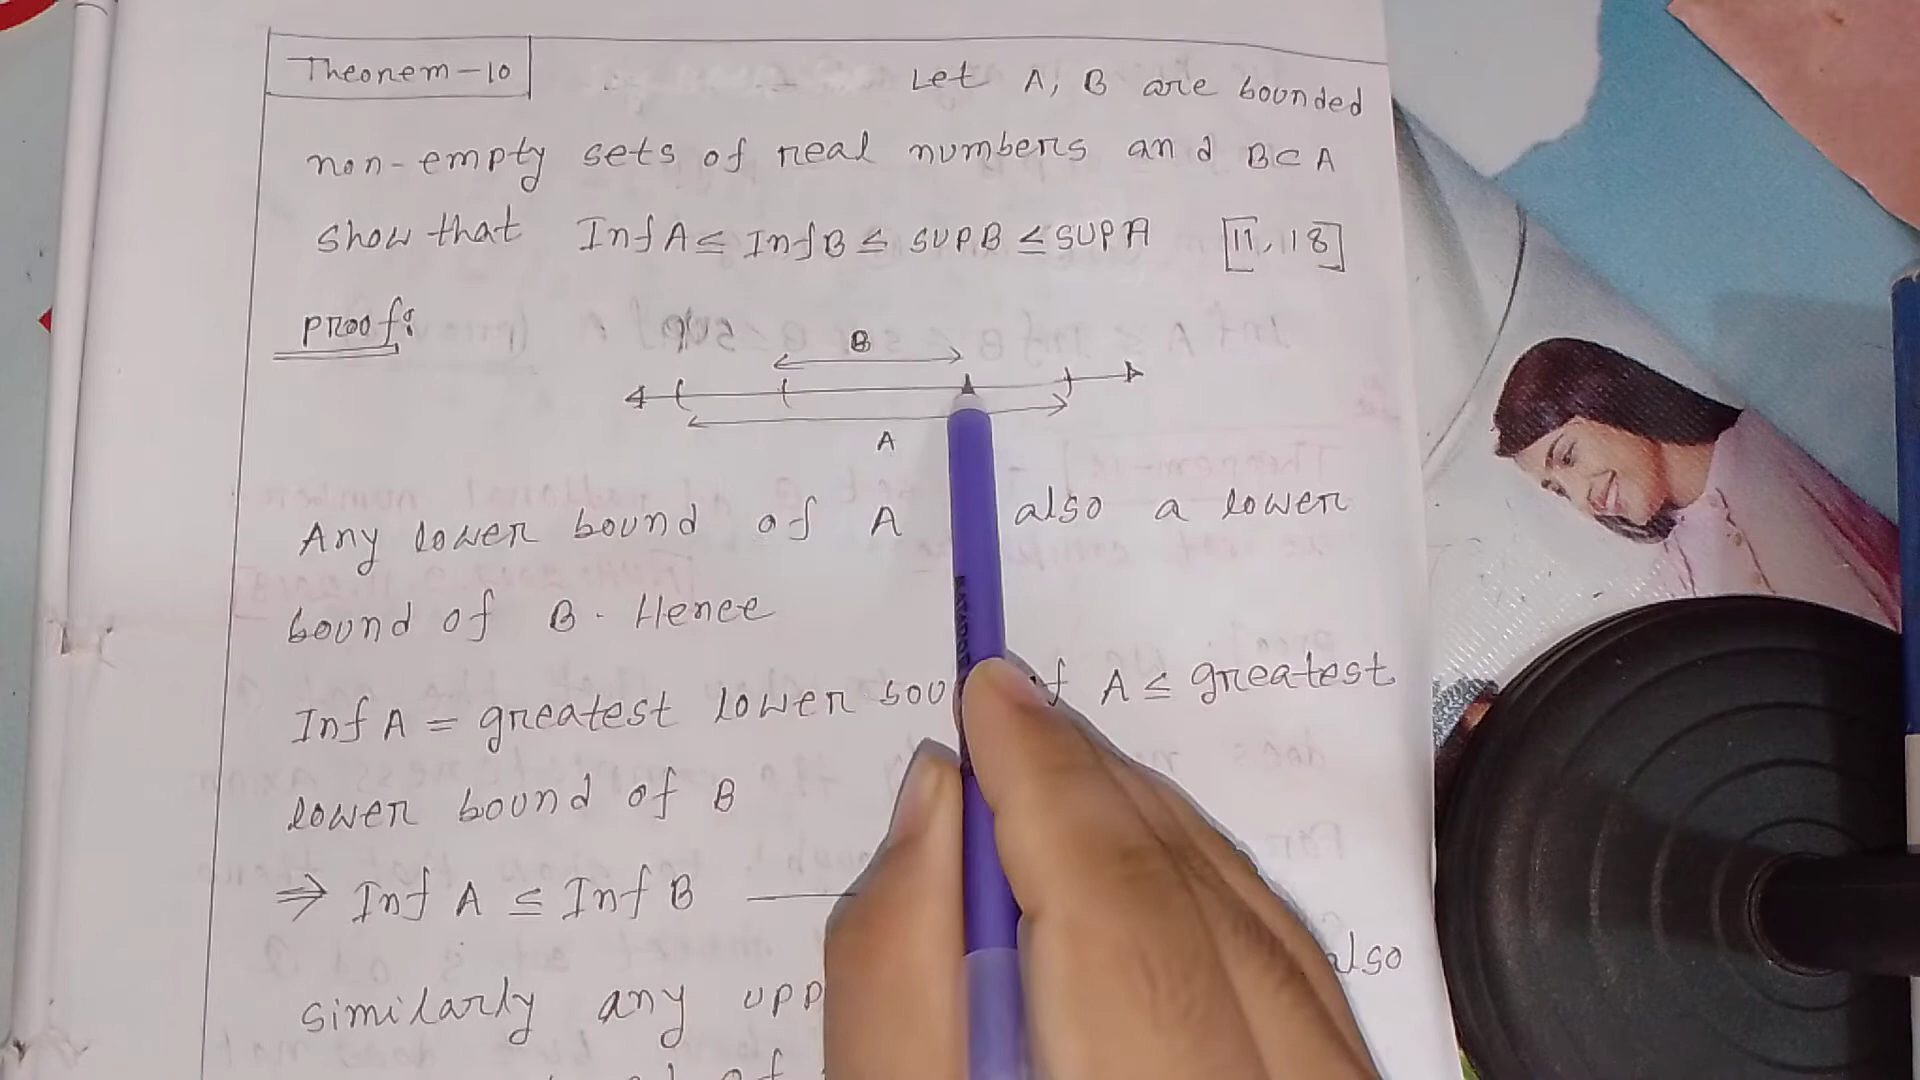 Theorem-10
Let A, B are bounded
non-empty sets of real numbers and B⊂A
show that Inf A ≤ Inf B ≤ SUP B ≤ SUP A [17, 18]
Proof:
B
A
Any lower bound of A also a lower
bound of B. Hence
Inf A = greatest lower A ≤ greatest
lower bound of B
⇒ Inf A ≤ Inf B
similarly any also